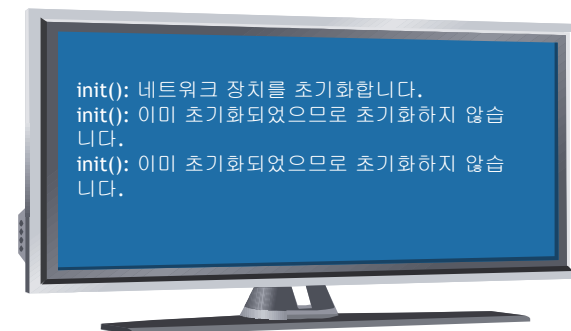 init(): 네트워크 장치를 초기화합니다.
init(): 이미 초기화되었으므로 초기화하지 않습
니다.
init(): 이미 초기화되었으므로 초기화하지 않습
니다.